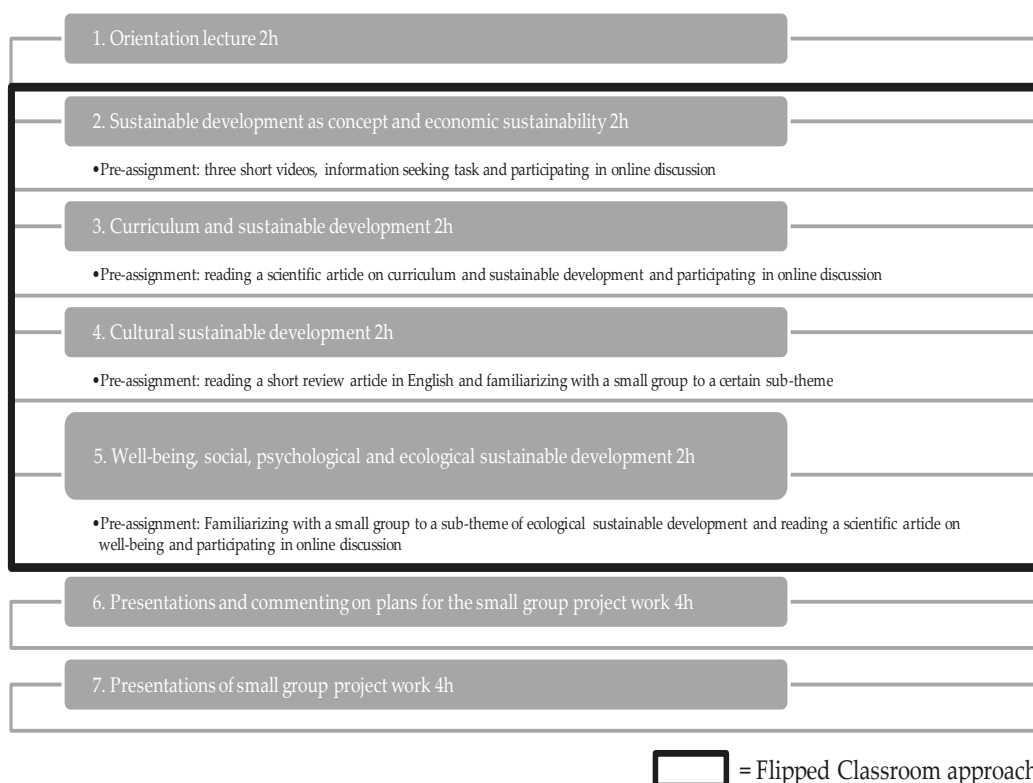 1. Orientation lecture 2h
2. Sustainable development as concept and economic sustainability 2h
•Pre-assignment: three short videos, information seeking task and participating in online discussion
3. Curriculum and sustainable development 2h
•Pre-assignment: reading a scientific article on curriculum and sustainable development and participating in online discussion
4. Cultural sustainable development 2h
•Pre-assignment: reading a short review article in English and familiarizing with a small group to a certain sub-theme
5. Well-being, social, psychological and ecological sustainable development 2h
•Pre-assignment: Familiarizing with a small group to a sub-theme of ecological sustainable development and reading a scientific article on
well-being and participating in online discussion
6. Presentations and commenting on plans for the small group project work 4h
7. Presentations of small group project work 4h
= Flipped Classroom approach